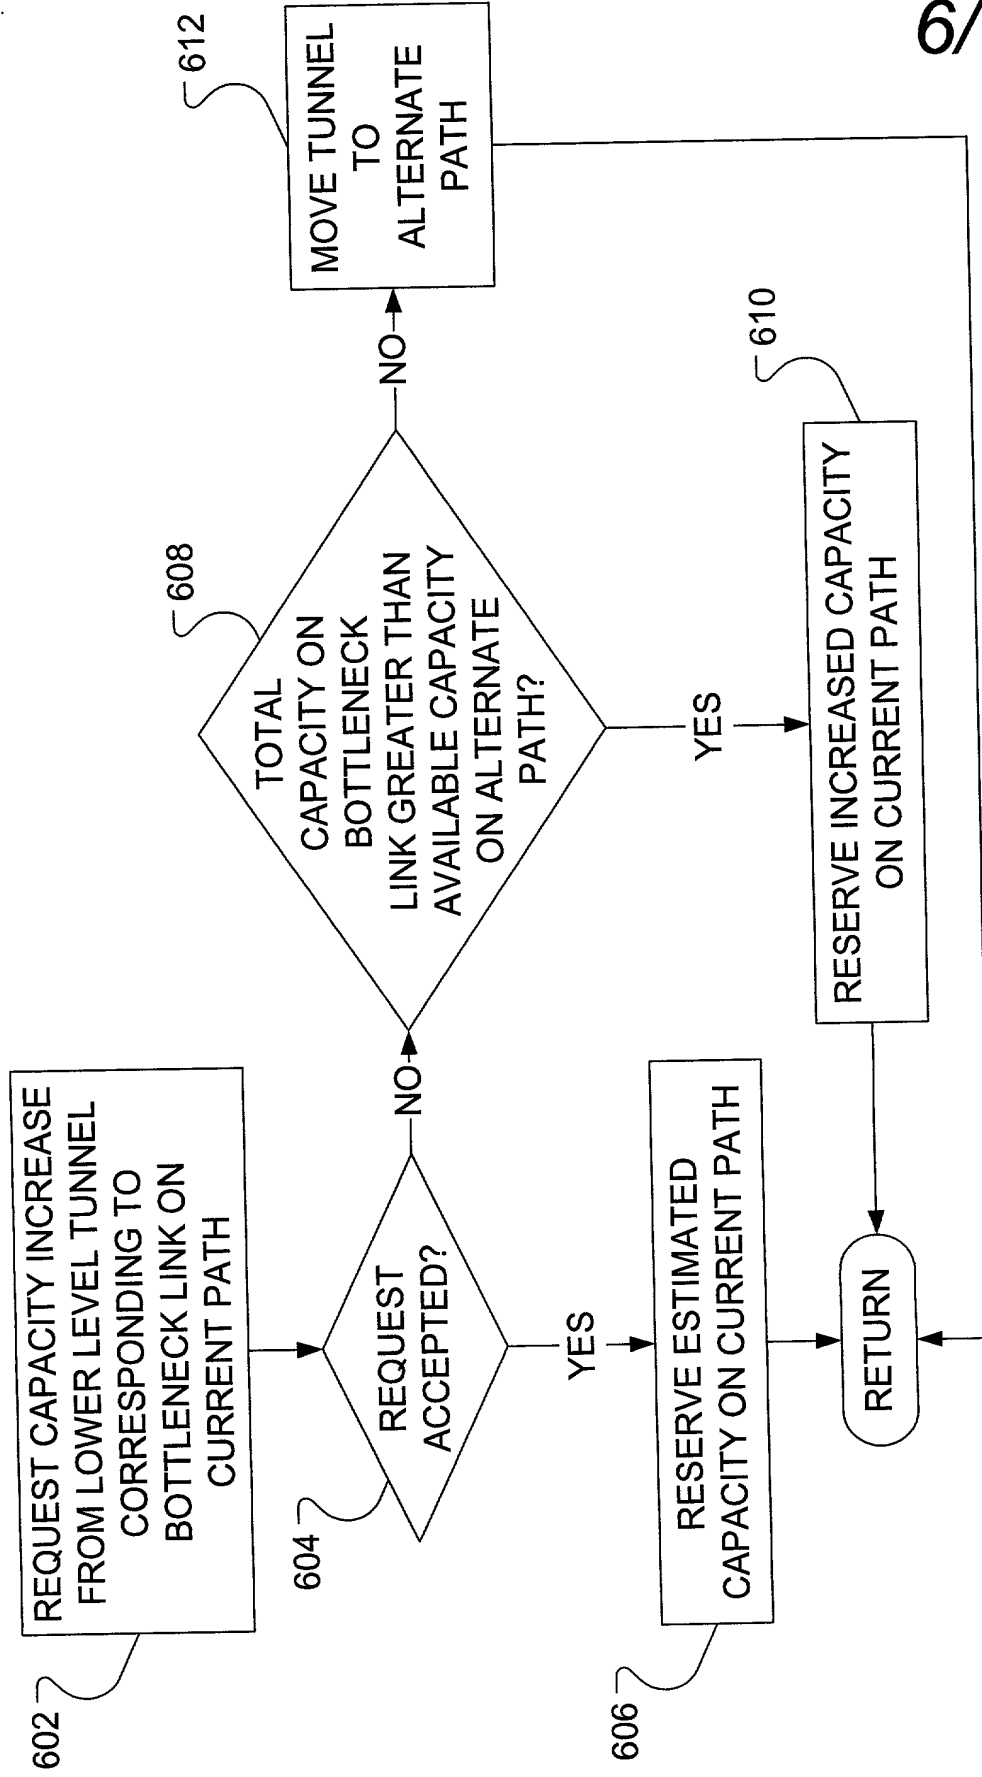 602
REQUEST CAPACITY INCREASE
FROM LOWER LEVEL TUNNEL
CORRESPONDING TO
BOTTLENECK LINK ON
CURRENT PATH
604
REQUEST
ACCEPTED?
NO
YES
606
RESERVE ESTIMATED
CAPACITY ON CURRENT PATH
RETURN
608
TOTAL
CAPACITY ON
BOTTLENECK
LINK GREATER THAN
AVAILABLE CAPACITY
ON ALTERNATE
PATH?
NO
YES
610
RESERVE INCREASED CAPACITY
ON CURRENT PATH
612
MOVE TUNNEL
TO
ALTERNATE
PATH
6/